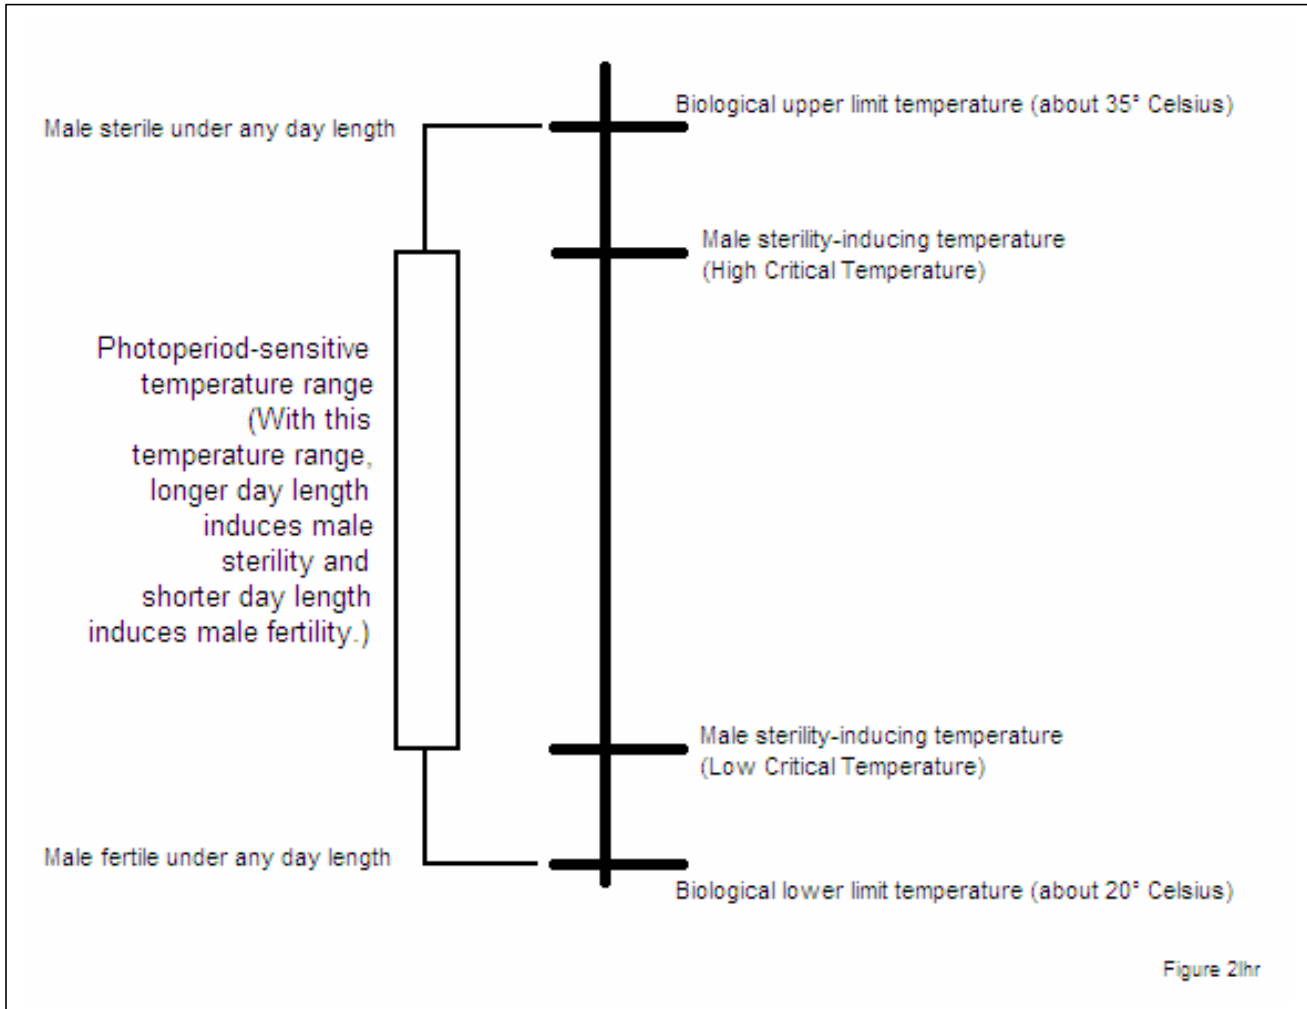 Biological upper limit temperature (about 35° Celsius)
Male sterile under any day length
Male sterility-inducing temperature
(High Critical Temperature)
Photoperiod-sensitive
temperature range
(With this
temperature range,
longer day length
induces male
sterility and
shorter day length
induces male fertility.)
Male sterility-inducing temperature
(Low Critical Temperature)
Male fertile under any day length
Biological lower limit temperature (about 20° Celsius)
Figure 2lhr